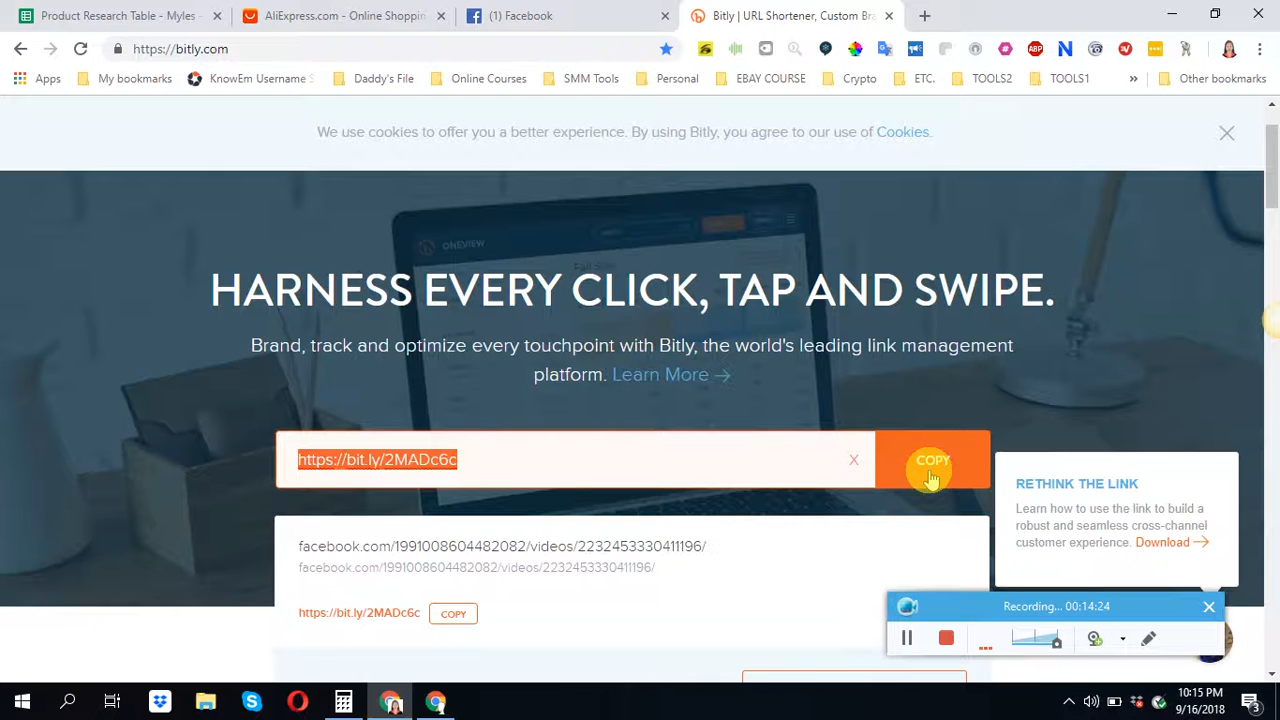 Product Research Table - Myles -
AliExpress.com - Online Shoppin
(1) Facebook
Bitly | URL Shortener, Custom Bra
https://bitly.com
Apps
My bookmarks
KnowEm Username S
Daddy's File
Online Courses
SMM Tools
Personal
EBAY COURSE
Crypto
ETC.
TOOLS2
TOOLS1
Other bookmarks
We use cookies to offer you a better experience. By using Bitly, you agree to our use of Cookies.
ONEVIEW
HARNESS EVERY CLICK, TAP AND SWIPE.
Brand, track and optimize every touchpoint with Bitly, the world's leading link management
platform. Learn More →
https://bit.ly/2MADc6c
X
COPY
RETHINK THE LINK
Learn how to use the link to build a
robust and seamless cross-channel
customer experience. Download →
facebook.com/1991008604482082/videos/2232453330411196/
facebook.com/1991008604482082/videos/2232453330411196/
https://bit.ly/2MADc6c COPY
Recording... 00:14:24
10:15 PM
9/16/2018
3